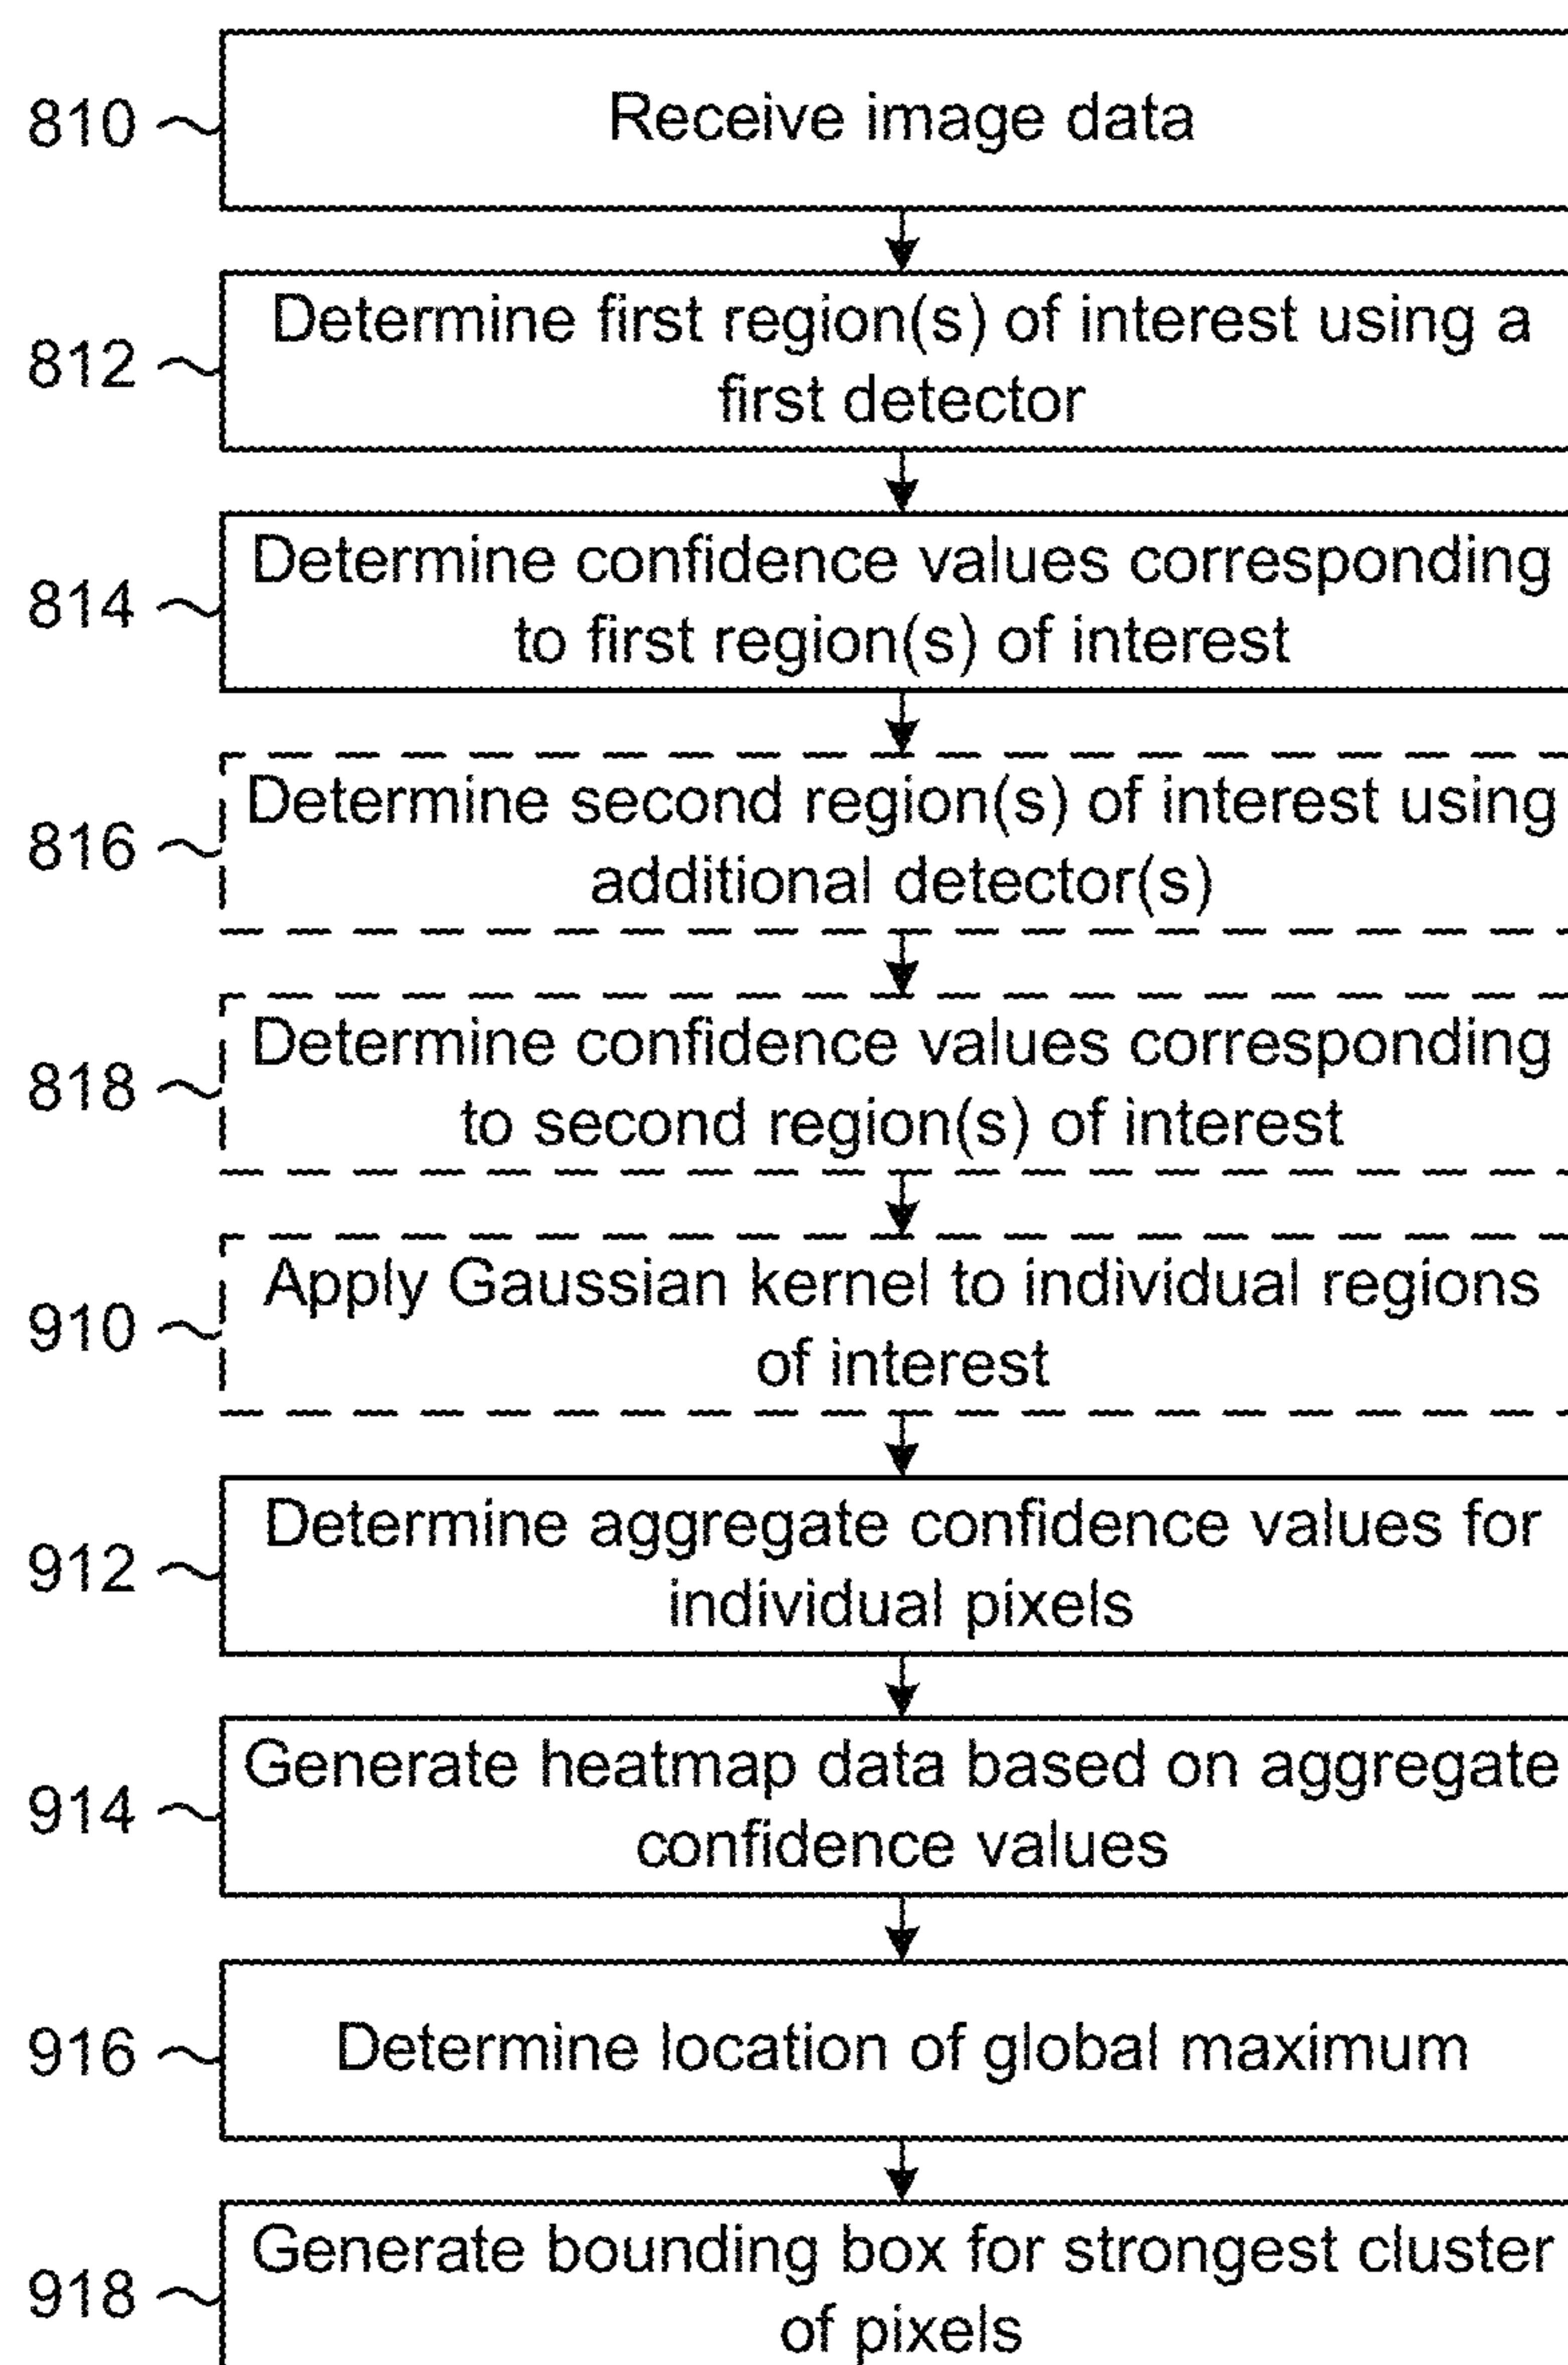 810
Receive image data
812
Determine first region(s) of interest using a
first detector
814
Determine confidence values corresponding
to first region(s) of interest
816
Determine second region(s) of interest using
additional detector(s)
818
Determine confidence values corresponding
to second region(s) of interest
910
Apply Gaussian kernel to individual regions
of interest
912
Determine aggregate confidence values for
individual pixels
914
Generate heatmap data based on aggregate
confidence values
916
Determine location of global maximum
918
Generate bounding box for strongest cluster
of pixels